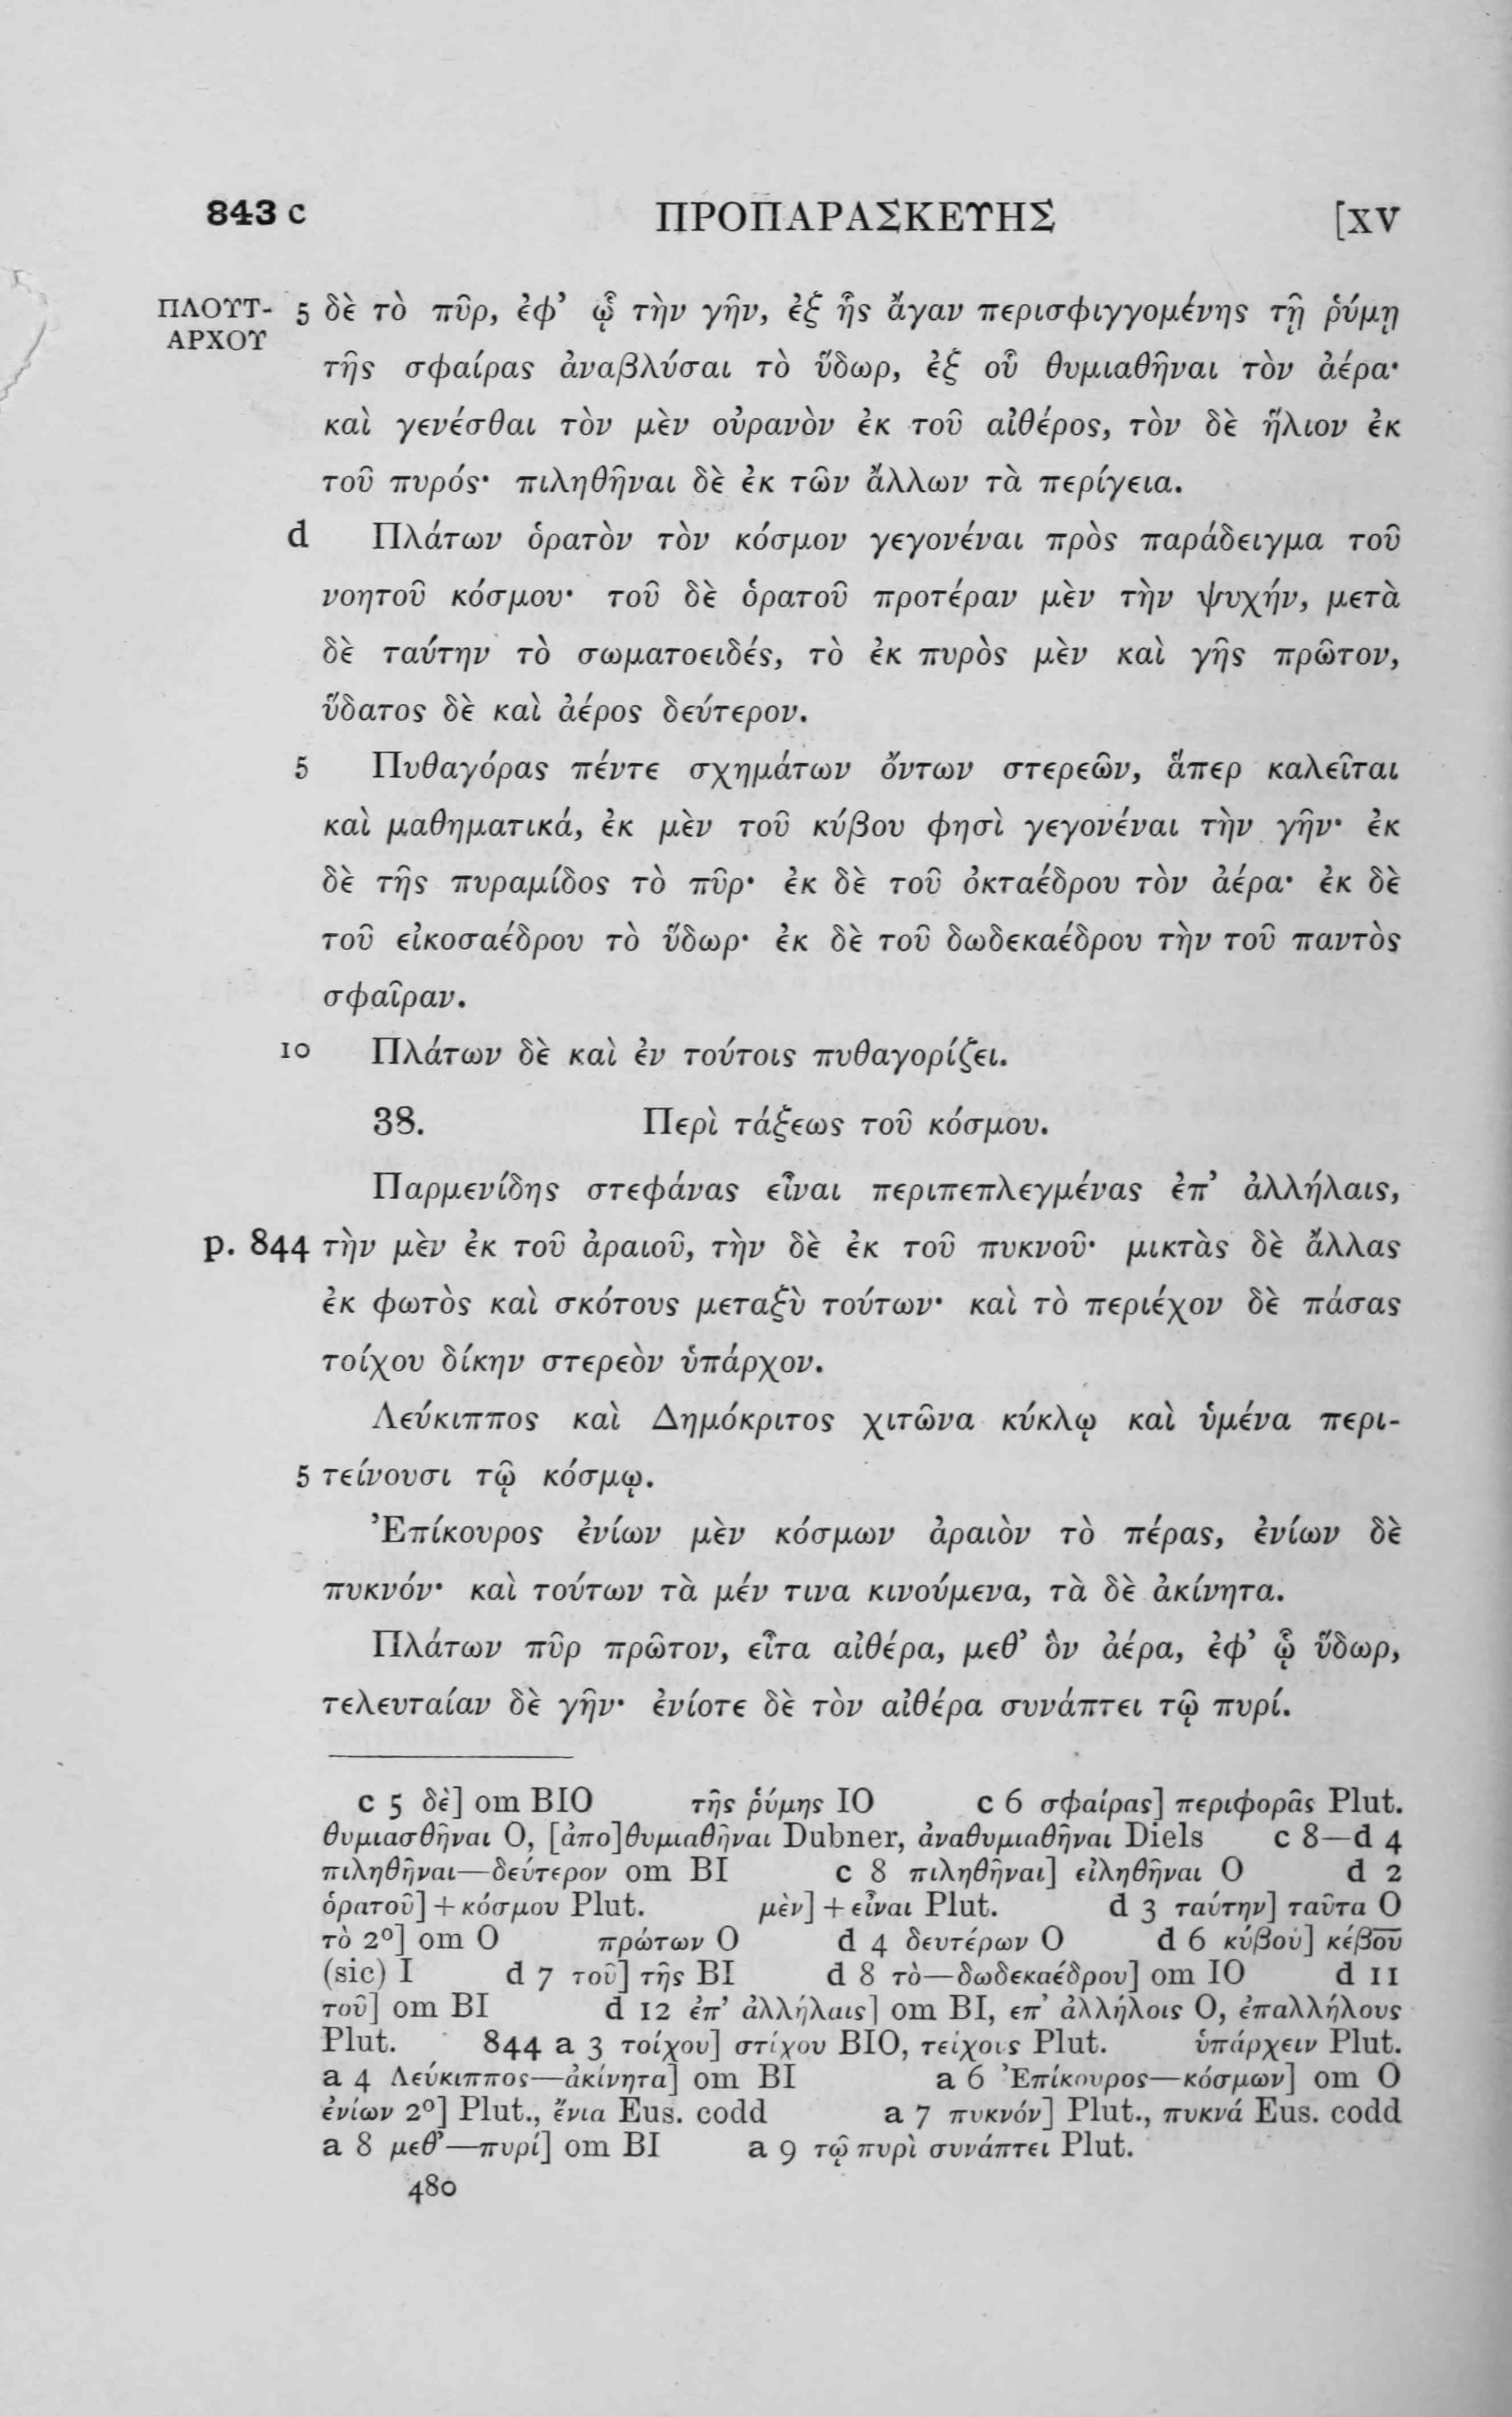 843 c ΠΡΟΠΑΡΑΣΚΕΥΗΣ [XV
ΠΛΟΥΤ- 5 δὲ τὸ πῦρ, ἐφ’ ᾧ τὴν γῆν, ἐξ ἧς ἄγαν περισφιγγομένης τῇ ῥύμῃ
ΑΡΧΟΥ
τῆς σφαίρας ἀναβλύσαι τὸ ὕδωρ, ἐξ οὗ θυμιαθῆναι τὸν ἀέρα·
καὶ γενέσθαι τὸν μὲν οὐρανὸν ἐκ τοῦ αἰθέρος, τὸν δὲ ἥλιον ἐκ
τοῦ πυρός· πιληθῆναι δὲ ἐκ τῶν ἄλλων τὰ περίγεια.
d Πλάτων ὁρατὸν τὸν κόσμον γεγονέναι πρὸς παράδειγμα τοῦ
νοητοῦ κόσμου· τοῦ δὲ ὁρατοῦ προτέραν μὲν τὴν ψυχήν, μετὰ
δὲ ταύτην τὸ σωματοειδές, τὸ ἐκ πυρὸς μὲν καὶ γῆς πρῶτον,
ὕδατος δὲ καὶ ἀέρος δεύτερον.
5 Πυθαγόρας πέντε σχημάτων ὄντων στερεῶν, ἅπερ καλεῖται
καὶ μαθηματικά, ἐκ μὲν τοῦ κύβου φησὶ γεγονέναι τὴν γῆν· ἐκ
δὲ τῆς πυραμίδος τὸ πῦρ· ἐκ δὲ τοῦ ὀκταέδρου τὸν ἀέρα· ἐκ δὲ
τοῦ εἰκοσαέδρου τὸ ὕδωρ· ἐκ δὲ τοῦ δωδεκαέδρου τὴν τοῦ παντὸς
σφαῖραν.
10 Πλάτων δὲ καὶ ἐν τούτοις πυθαγορίζει.
38. Περὶ τάξεως τοῦ κόσμου.
Παρμενίδης στεφάνας εἶναι περιπεπλεγμένας ἐπ’ ἀλλήλαις,
p. 844 τὴν μὲν ἐκ τοῦ ἀραιοῦ, τὴν δὲ ἐκ τοῦ πυκνοῦ· μικτὰς δὲ ἄλλας
ἐκ φωτὸς καὶ σκότους μεταξὺ τούτων· καὶ τὸ περιέχον δὲ πάσας
τοίχου δίκην στερεὸν ὑπάρχον.
Λεύκιππος καὶ Δημόκριτος χιτῶνα κύκλῳ καὶ ὑμένα περι-
5 τείνουσι τῷ κόσμῳ.
Ἐπίκουρος ἐνίων μὲν κόσμων ἀραιὸν τὸ πέρας, ἐνίων δὲ
πυκνόν· καὶ τούτων τὰ μέν τινα κινούμενα, τὰ δὲ ἀκίνητα.
Πλάτων πῦρ πρῶτον, εἶτα αἰθέρα, μεθ’ ὃν ἀέρα, ἐφ’ ᾧ ὕδωρ,
τελευταίαν δὲ γῆν· ἐνίοτε δὲ τὸν αἰθέρα συνάπτει τῷ πυρί.
c 5 δὲ] om BIO τῆς ῥύμης IO c 6 σφαίρας] περιφορᾶς Plut.
θυμιασθῆναι O, [ἀπο]θυμιαθῆναι Dubner, ἀναθυμιαθῆναι Diels c 8—d 4
πιληθῆναι—δεύτερον om BI c 8 πιληθῆναι] εἰληθῆναι O d 2
ὁρατοῦ] + κόσμου Plut. μὲν] + εἶναι Plut. d 3 ταύτην] ταῦτα O
τὸ 2º] om O πρώτων O d 4 δευτέρων O d 6 κύβου] κέβου
(sic) I d 7 τοῦ] τῆς BI d 8 τὸ—δωδεκαέδρου] om IO d 11
τοῦ] om BI d 12 ἐπ’ ἀλλήλαις] om BI, επ’ ἀλλήλοις O, ἐπαλλήλους
Plut. 844 a 3 τοίχου] στίχου BIO, τείχοις Plut. ὑπάρχειν Plut.
a 4 Λεύκιππος—ἀκίνητα] om BI a 6 Ἐπίκουρος—κόσμων] om O
ἐνίων 2º] Plut., ἔνια Eus. codd a 7 πυκνόν] Plut., πυκνά Eus. codd
a 8 μεθ’—πυρί] om BI a 9 τῷ πυρὶ συνάπτει Plut.
480